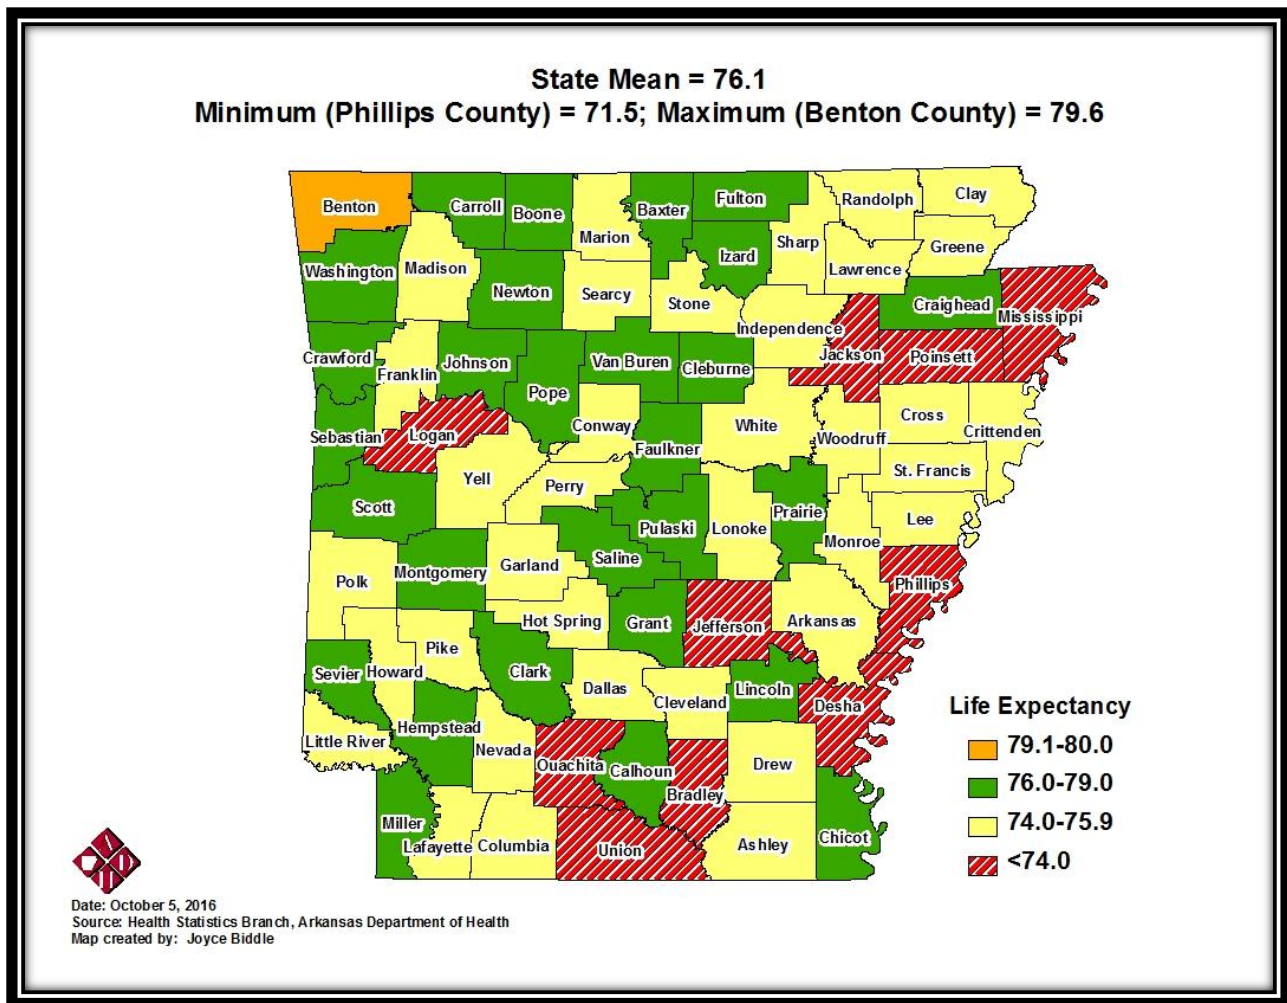 State Mean = 76.1
Minimum (Phillips County) = 71.5; Maximum (Benton County) = 79.6
Benton
Carroll
Boone
Marion
Baxter
Fulton
Randolph
Clay
Washington
Madison
Newton
Searcy
Stone
Izard
Sharp
Lawrence
Greene
Independence
Craighead
Mississippi
Crawford
Franklin
Johnson
Pope
Van Buren
Cleburne
Jackson
Poinsett
Sebastian
Logan
Conway
Faulkner
White
Woodruff
Cross
Crittenden
St. Francis
Scott
Yell
Perry
Pulaski
Lonoke
Prairie
Monroe
Lee
Polk
Montgomery
Garland
Saline
Hot Spring
Grant
Jefferson
Arkansas
Phillips
Sevier
Howard
Pike
Clark
Dallas
Cleveland
Lincoln
Desha
Little River
Hempstead
Nevada
Ouachita
Calhoun
Bradley
Drew
Miller
Lafayette
Columbia
Union
Ashley
Chicot
Life Expectancy
79.1-80.0
76.0-79.0
74.0-75.9
<74.0
A
D
H
Date: October 5, 2016
Source: Health Statistics Branch, Arkansas Department of Health
Map created by: Joyce Biddle